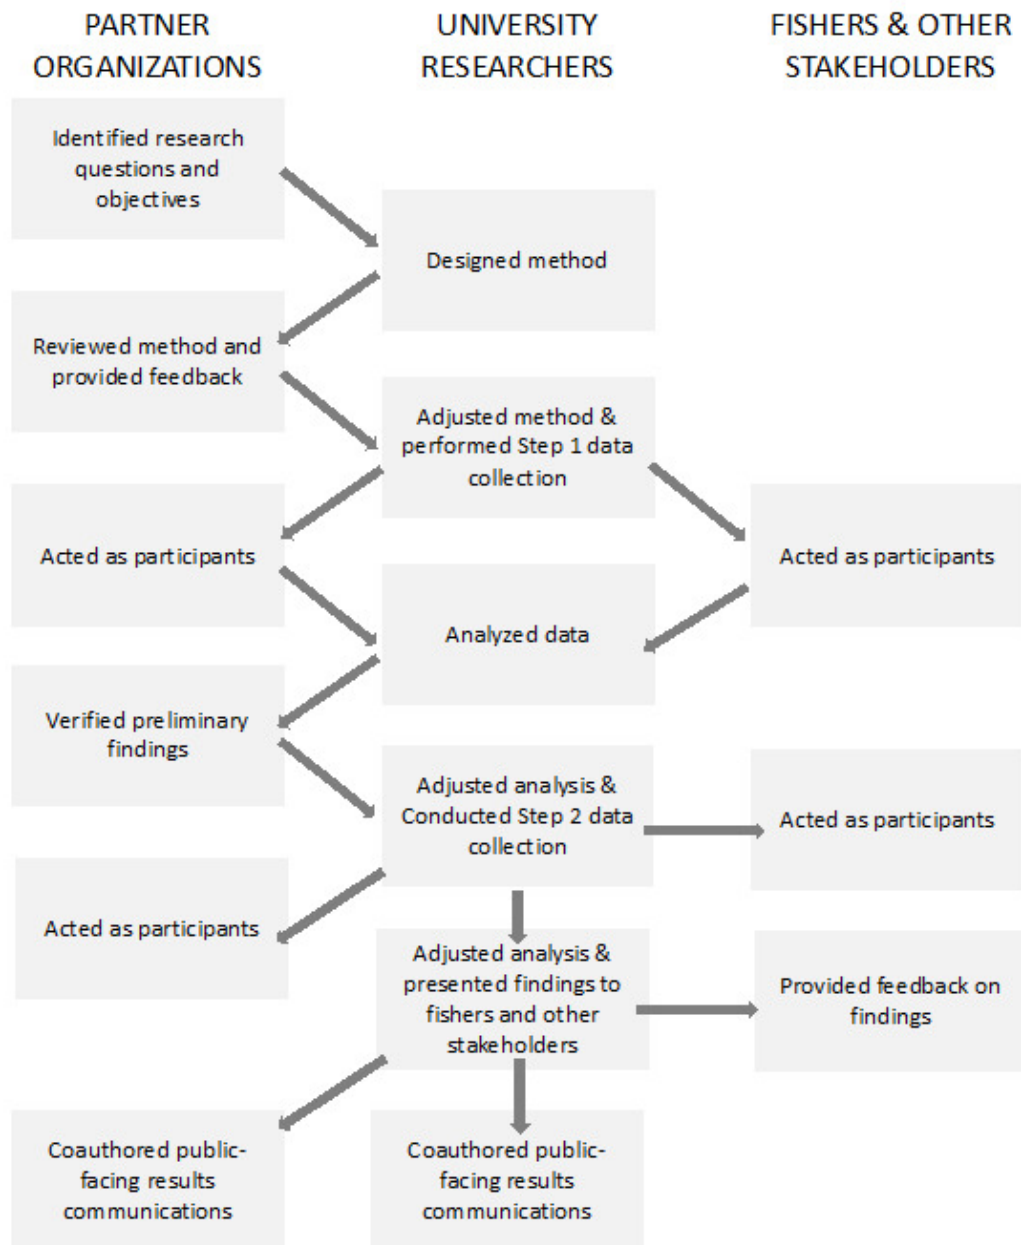 PARTNER
ORGANIZATIONS
UNIVERSITY
RESEARCHERS
FISHERS & OTHER
STAKEHOLDERS
Identified research
questions and
objectives
Designed method
Reviewed method and
provided feedback
Adjusted method &
performed Step 1 data
collection
Acted as participants
Acted as participants
Analyzed data
Verified preliminary
findings
Adjusted analysis &
Conducted Step 2 data
collection
Acted as participants
Acted as participants
Adjusted analysis &
presented findings to
fishers and other
stakeholders
Provided feedback on
findings
Coauthored public-
facing results
communications
Coauthored public-
facing results
communications